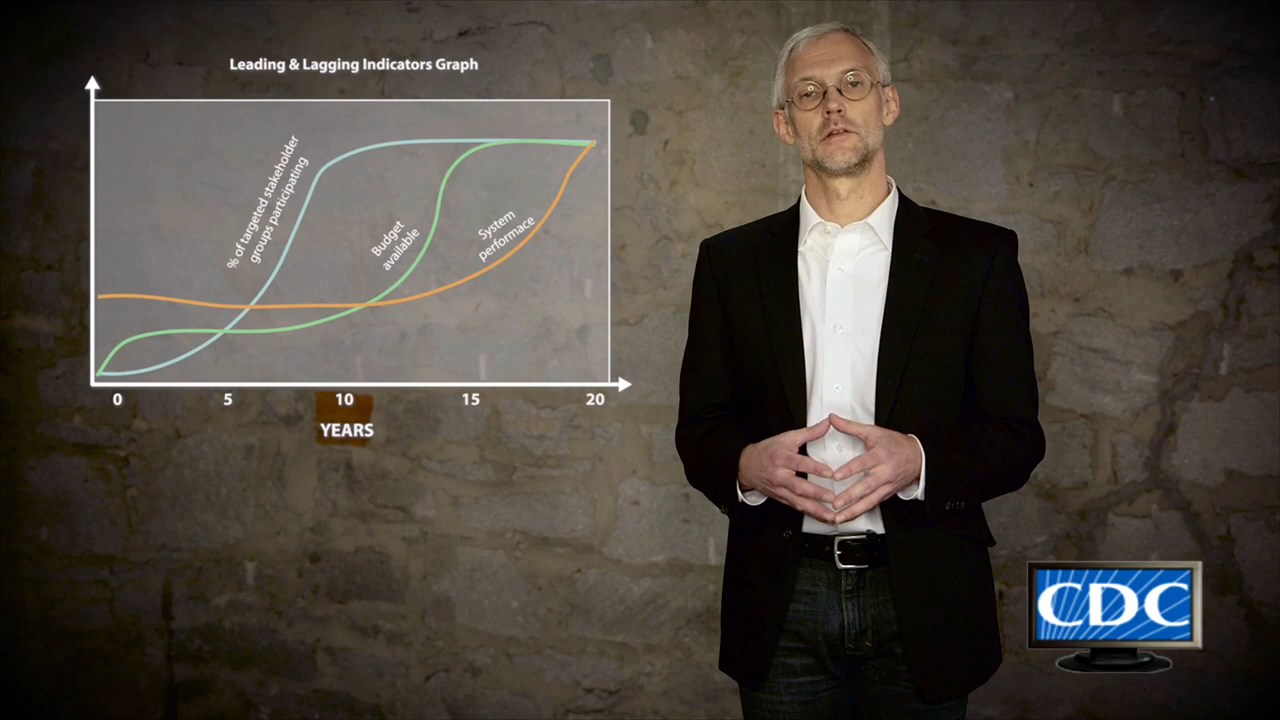 Leading & Lagging Indicators Graph
% of targeted stakeholder
groups participating
Budget
available
System
performace
0 5 10 15 20
YEARS
CDC